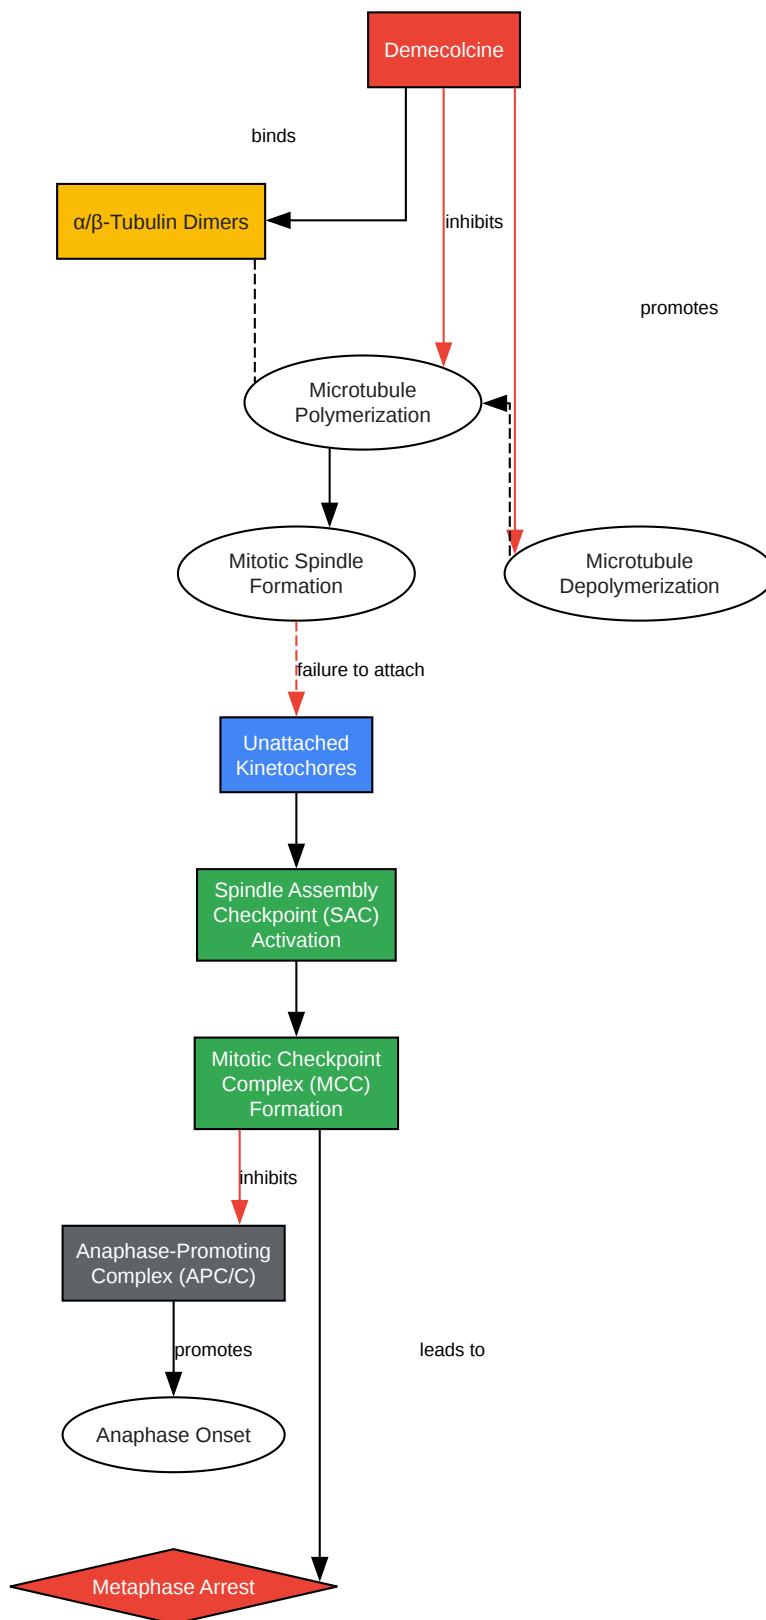 Demecolcine
binds
α/β-Tubulin Dimers
inhibits
promotes
Microtubule
Polymerization
Mitotic Spindle
Formation
Microtubule
Depolymerization
failure to attach
Unattached
Kinetochores
Spindle Assembly
Checkpoint (SAC)
Activation
Mitotic Checkpoint
Complex (MCC)
Formation
inhibits
Anaphase-Promoting
Complex (APC/C)
promotes
leads to
Anaphase Onset
Metaphase Arrest